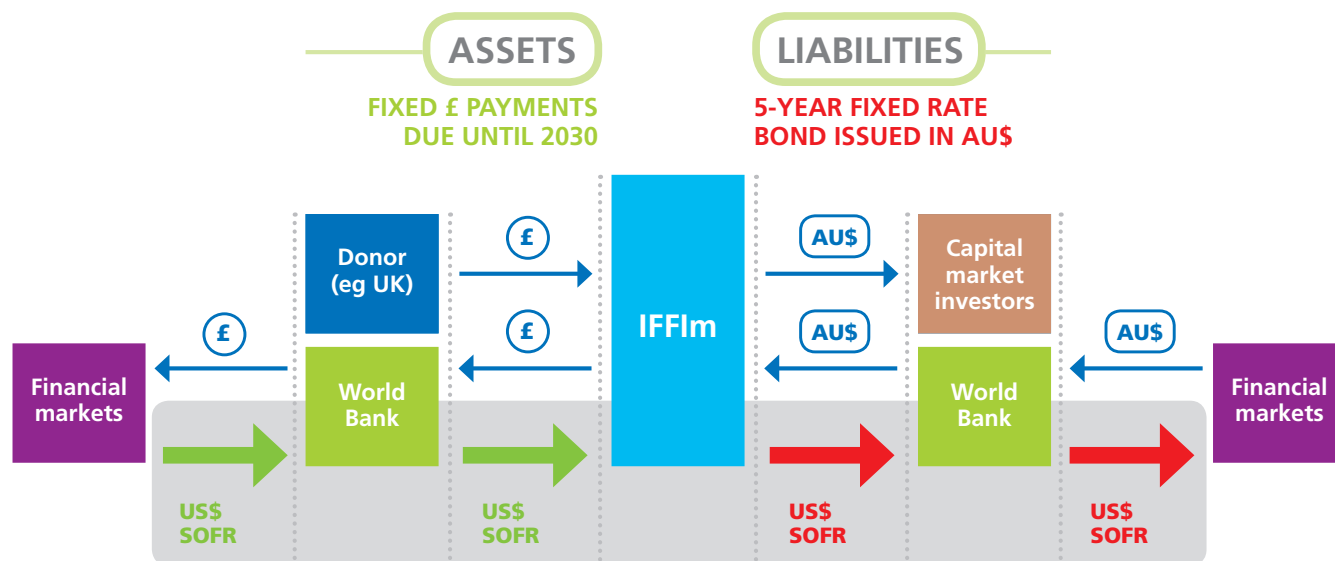 ASSETS
LIABILITIES
FIXED £ PAYMENTS
DUE UNTIL 2030
5-YEAR FIXED RATE
BOND ISSUED IN AU$
Donor
(eg UK)
£
IFFIm
AU$
Capital
market
investors
Financial
markets
£
World
Bank
£
AU$
World
Bank
AU$
Financial
markets
US$
SOFR
US$
SOFR
US$
SOFR
US$
SOFR